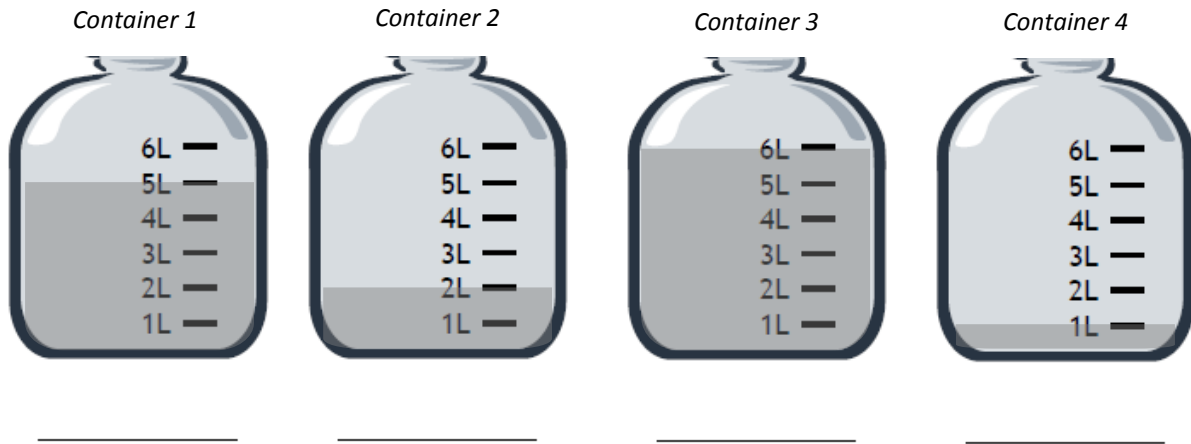 Container 1
6L
5L
4L
3L
2L
1L
Container 2
6L
5L
4L
3L
2L
1L
Container 3
6L
5L
4L
3L
2L
1L
Container 4
6L
5L
4L
3L
2L
1L